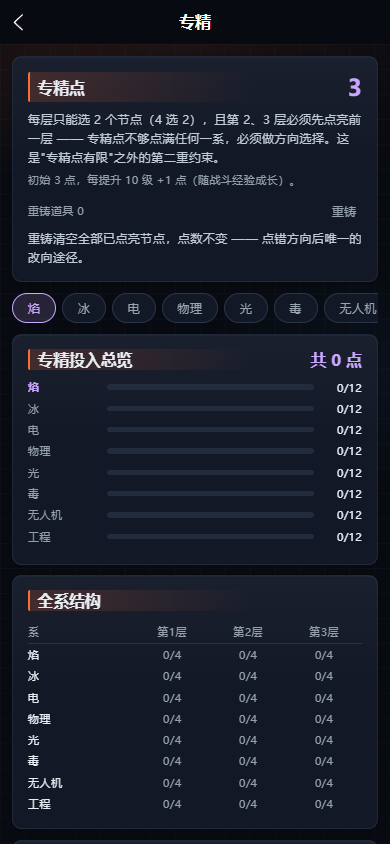 专精
专精点 3
每层只能选 2 个节点（4 选 2），且第 2、3 层必须先点亮前
一层 —— 专精点不够点满任何一系，必须做方向选择。这
是"专精点有限"之外的第二重约束。
初始 3 点，每提升 10 级 +1 点（随战斗经验成长）。
重铸道具 0 重铸
重铸清空全部已点亮节点，点数不变 —— 点错方向后唯一的
改向途径。
焰 冰 电 物理 光 毒 无人机
专精投入总览 共 0 点
焰 0/12
冰 0/12
电 0/12
物理 0/12
光 0/12
毒 0/12
无人机 0/12
工程 0/12
全系结构
系 第1层 第2层 第3层
焰 0/4 0/4 0/4
冰 0/4 0/4 0/4
电 0/4 0/4 0/4
物理 0/4 0/4 0/4
光 0/4 0/4 0/4
毒 0/4 0/4 0/4
无人机 0/4 0/4 0/4
工程 0/4 0/4 0/4